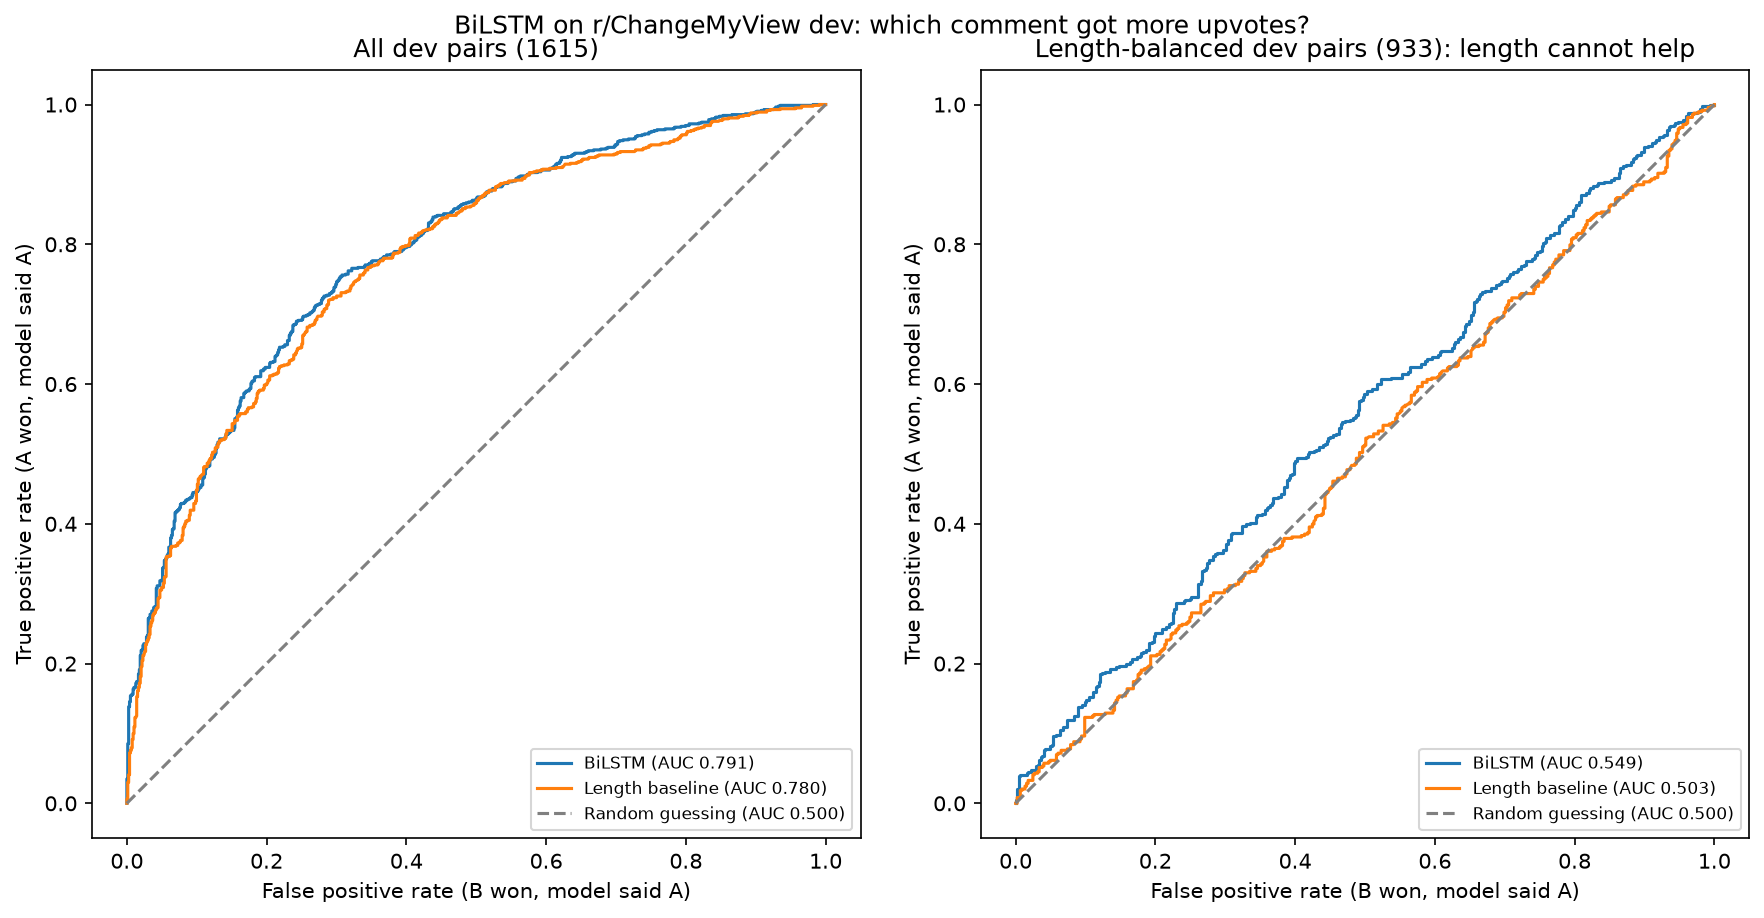 BiLSTM on r/ChangeMyView dev: which comment got more upvotes?
All dev pairs (1615)
True positive rate (A won, model said A)
1.0
0.8
0.6
0.4
0.2
0.0
BiLSTM (AUC 0.791)
Length baseline (AUC 0.780)
Random guessing (AUC 0.500)
0.0 0.2 0.4 0.6 0.8 1.0
False positive rate (B won, model said A)
Length-balanced dev pairs (933): length cannot help
True positive rate (A won, model said A)
1.0
0.8
0.6
0.4
0.2
0.0
BiLSTM (AUC 0.549)
Length baseline (AUC 0.503)
Random guessing (AUC 0.500)
0.0 0.2 0.4 0.6 0.8 1.0
False positive rate (B won, model said A)